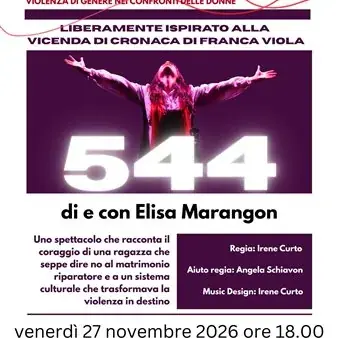 VIOLENZA DI GENERE NEI CONFRONTI DELLE DONNE
LIBERAMENTE ISPIRATO ALLA
VICENDA DI CRONACA DI FRANCA VIOLA
544
di e con Elisa Marangon
Uno spettacolo che racconta il
coraggio di una ragazza che
seppe dire no al matrimonio
riparatore e a un sistema
culturale che trasformava la
violenza in destino
Regia: Irene Curto
Aiuto regia: Angela Schiavon
Music Design: Irene Curto
venerdì 27 novembre 2026 ore 18.00